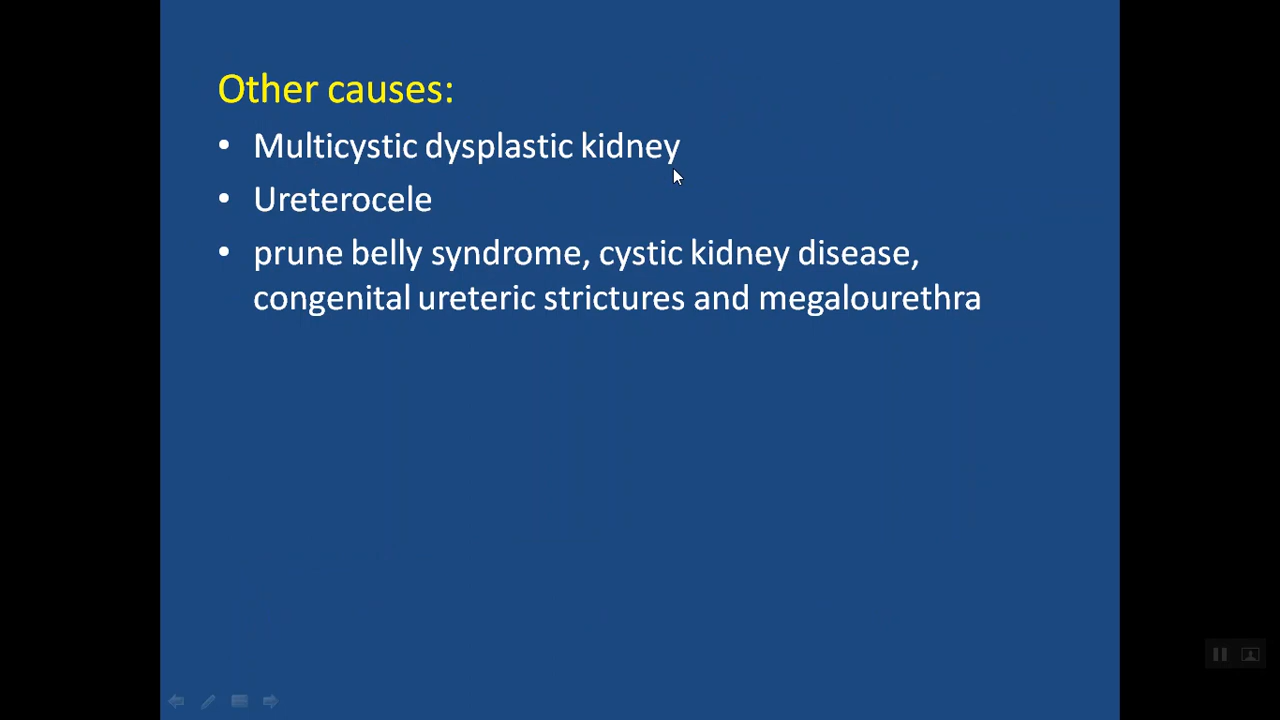 Other causes:
• Multicystic dysplastic kidney
• Ureterocele
• prune belly syndrome, cystic kidney disease,
congenital ureteric strictures and megalourethra